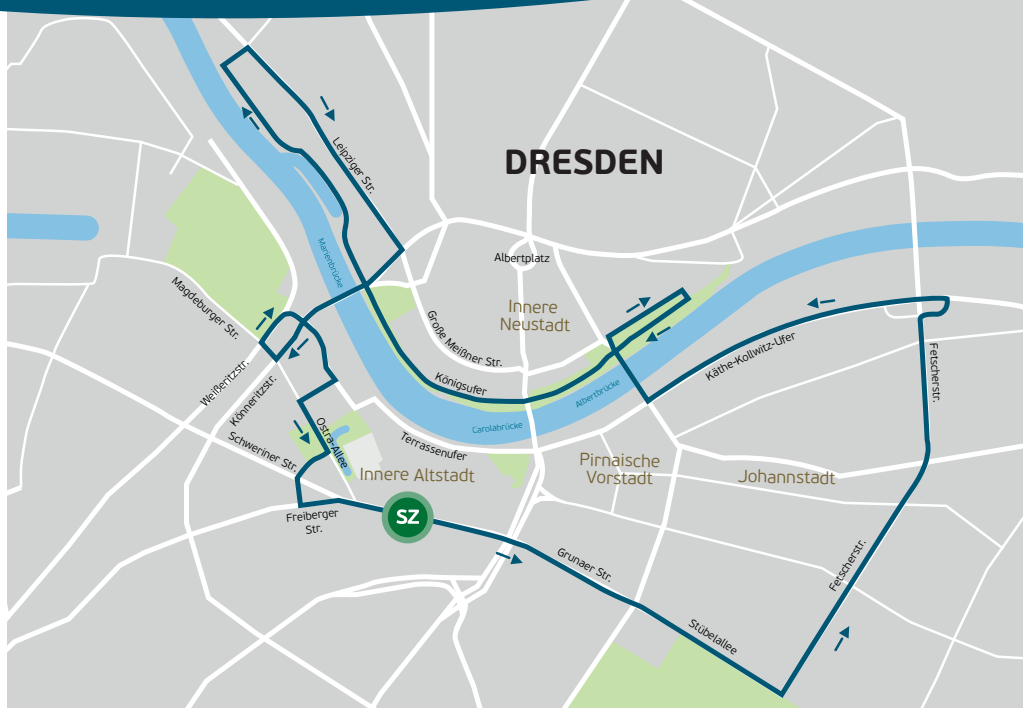 DRESDEN
Leipziger Str.
Marienbrücke
Albertplatz
Innere
Neustadt
Magdeburger Str.
Große Meißner Str.
Königsufer
Käthe-Kollwitz-Ufer
Fetscherstr.
Weißeritzstr.
Könneritzstr.
Albertbrücke
Carolabrücke
Ostra-Allee
Schweriner Str.
Terrassenufer
Innere Altstadt
Pirnaische
Vorstadt
Johannstadt
Freiberger
Str.
SZ
Grunaer Str.
Fetscherstr.
Stübelallee